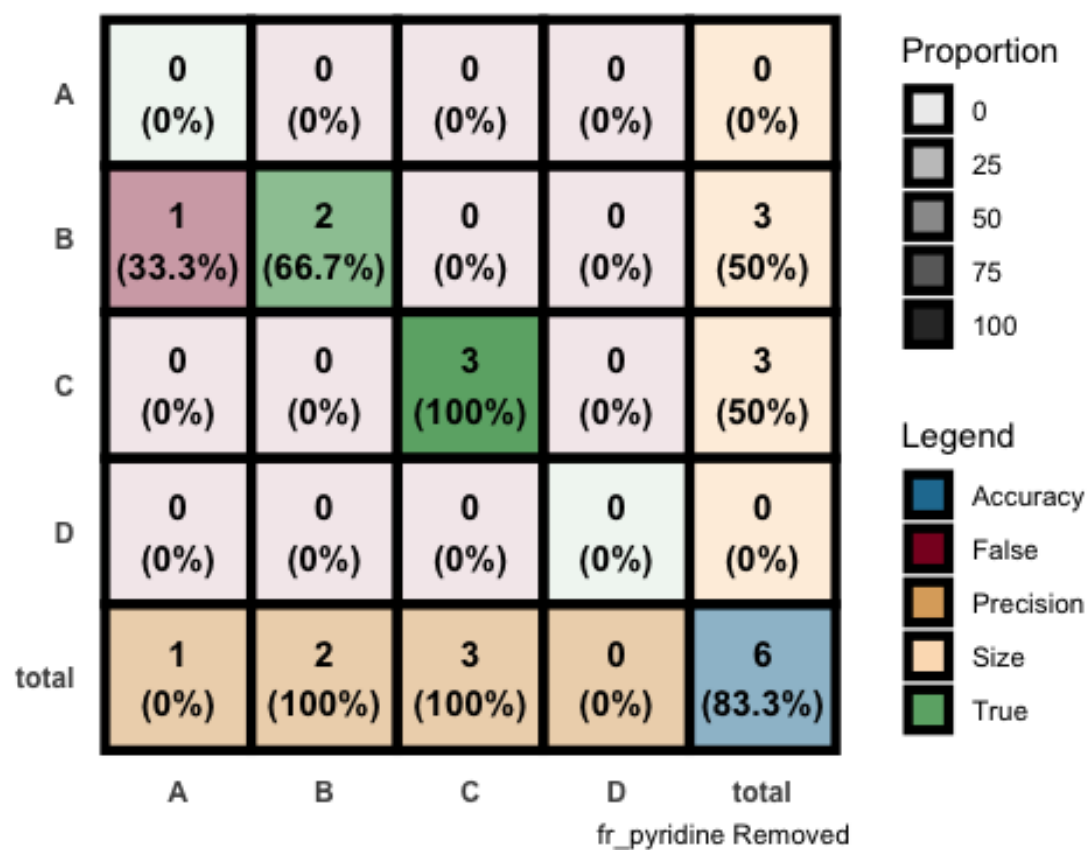 A
0 0 0 0 0
(0%) (0%) (0%) (0%) (0%)
B
1 2 0 0 3
(33.3%) (66.7%) (0%) (0%) (50%)
C
0 0 3 0 3
(0%) (0%) (100%) (0%) (50%)
D
0 0 0 0 0
(0%) (0%) (0%) (0%) (0%)
total
1 2 3 0 6
(0%) (100%) (100%) (0%) (83.3%)
A B C D total
fr_pyridine Removed
Proportion
0
25
50
75
100
Legend
Accuracy
False
Precision
Size
True